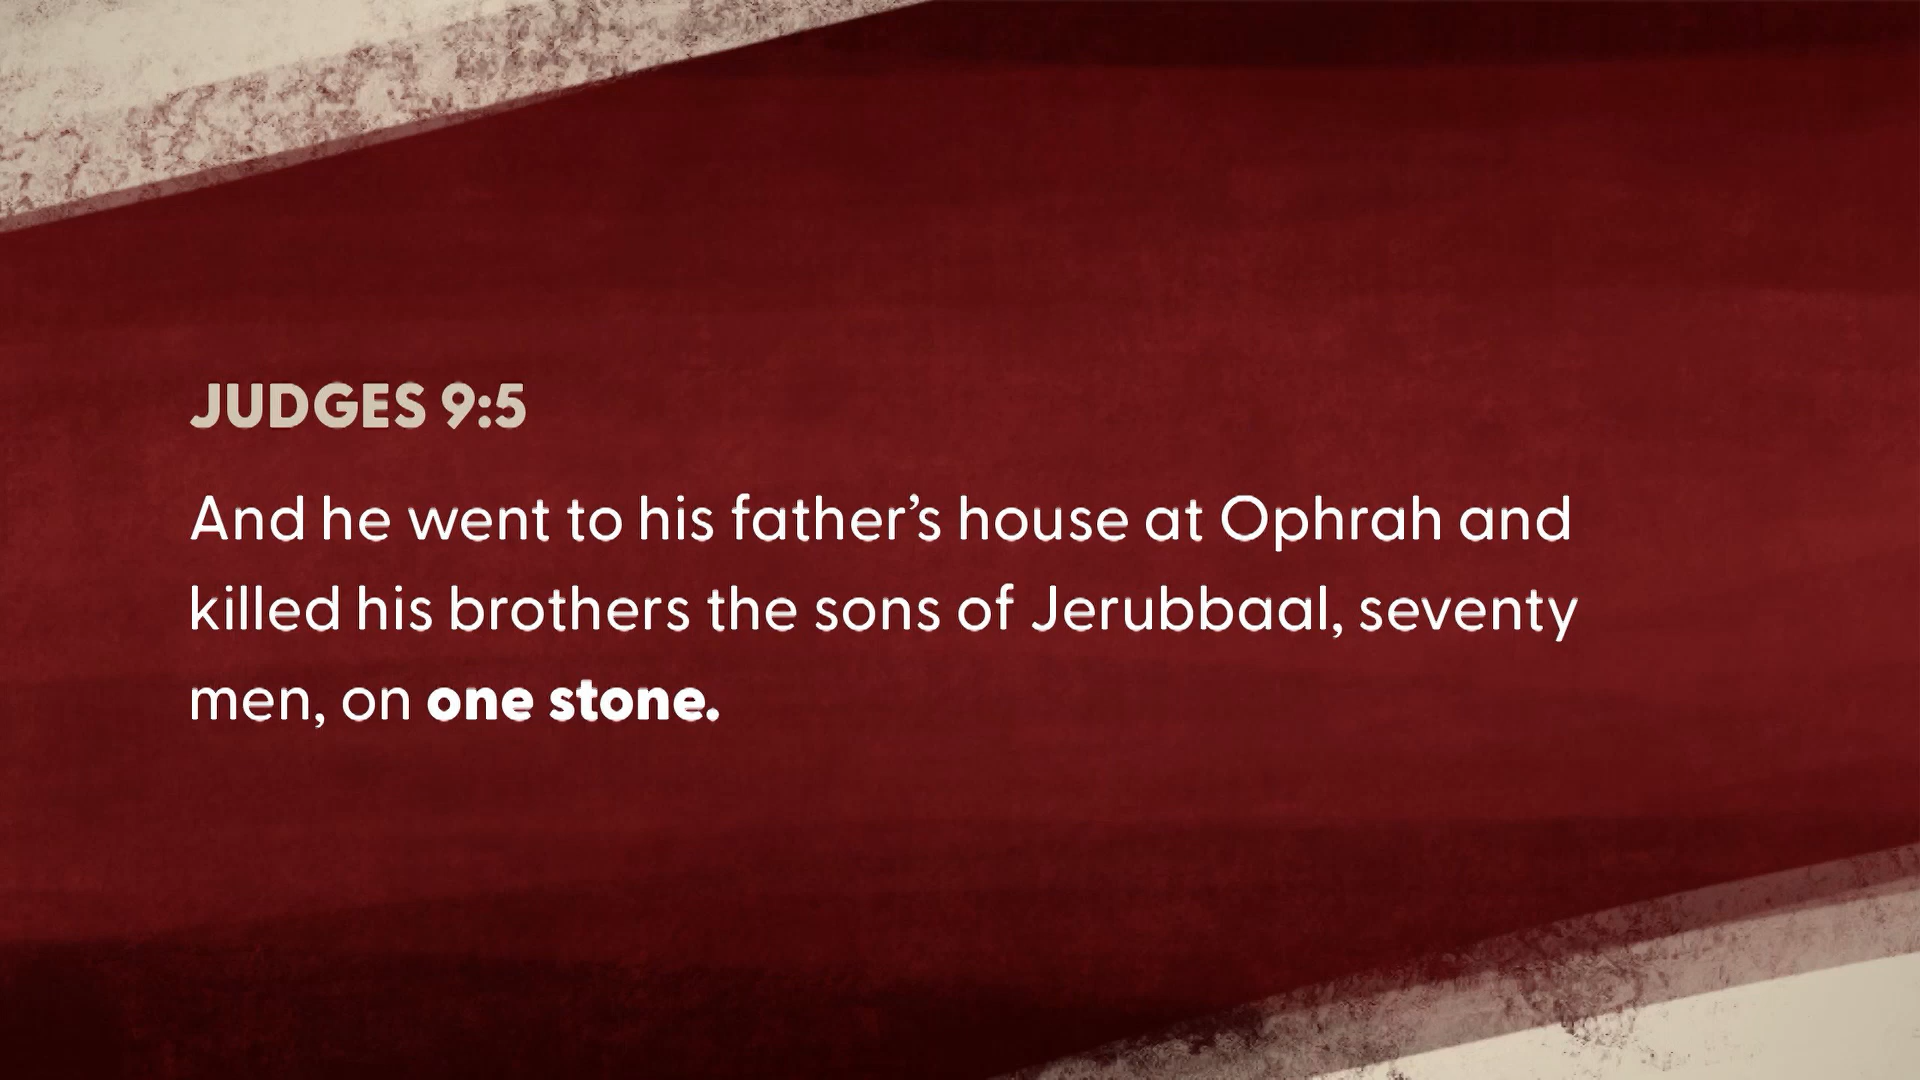 JUDGES 9:5
And he went to his father’s house at Ophrah and
killed his brothers the sons of Jerubbaal, seventy
men, on one stone.